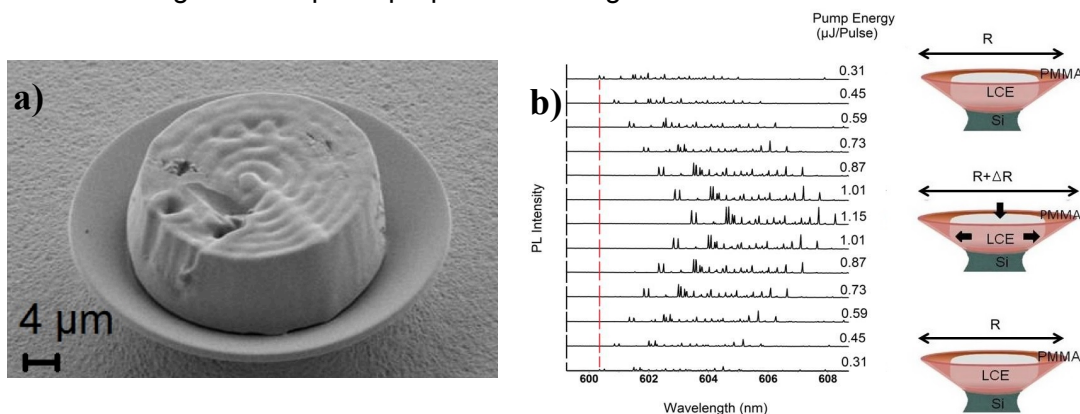 a)
4 µm
b)
Pump Energy
(µJ/Pulse)
0.31
0.45
0.59
0.73
0.87
1.01
1.15
1.01
0.87
0.73
0.59
0.45
0.31
PL Intensity
600 602 604 606 608
Wavelength (nm)
R
PMMA
LCE
Si
R+ΔR
PMMA
LCE
Si
R
PMMA
LCE
Si